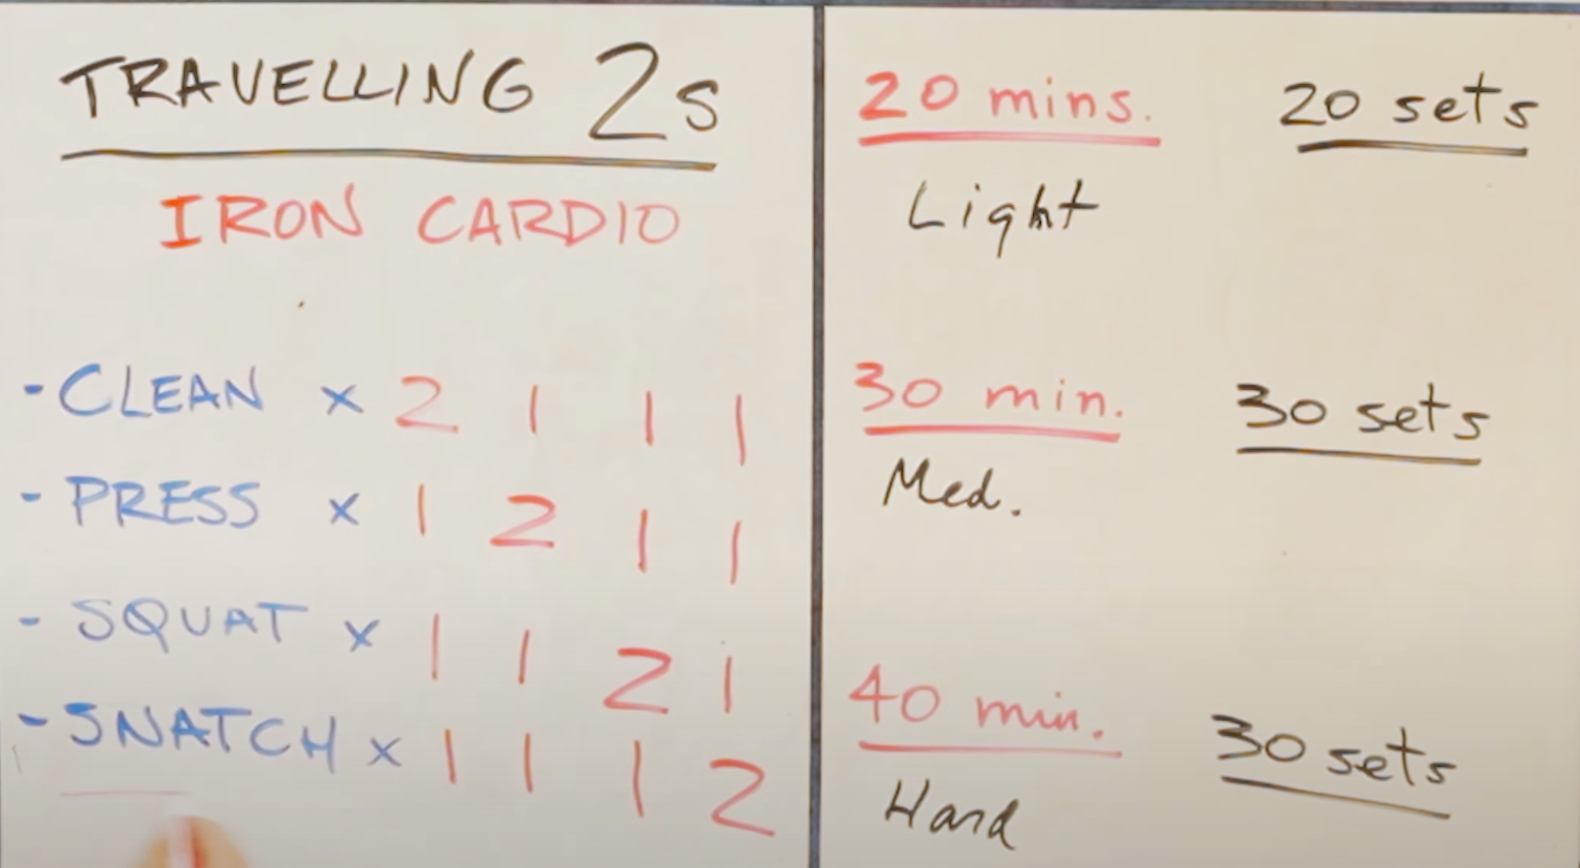 TRAVELLING 2s
IRON CARDIO
- CLEAN x 2 1 1 1
- PRESS x 1 2 1 1
- SQUAT x 1 1 2 1
- SNATCH x 1 1 1 2
20 mins. 20 sets
Light
30 min. 30 sets
Med.
40 min. 30 sets
Hard